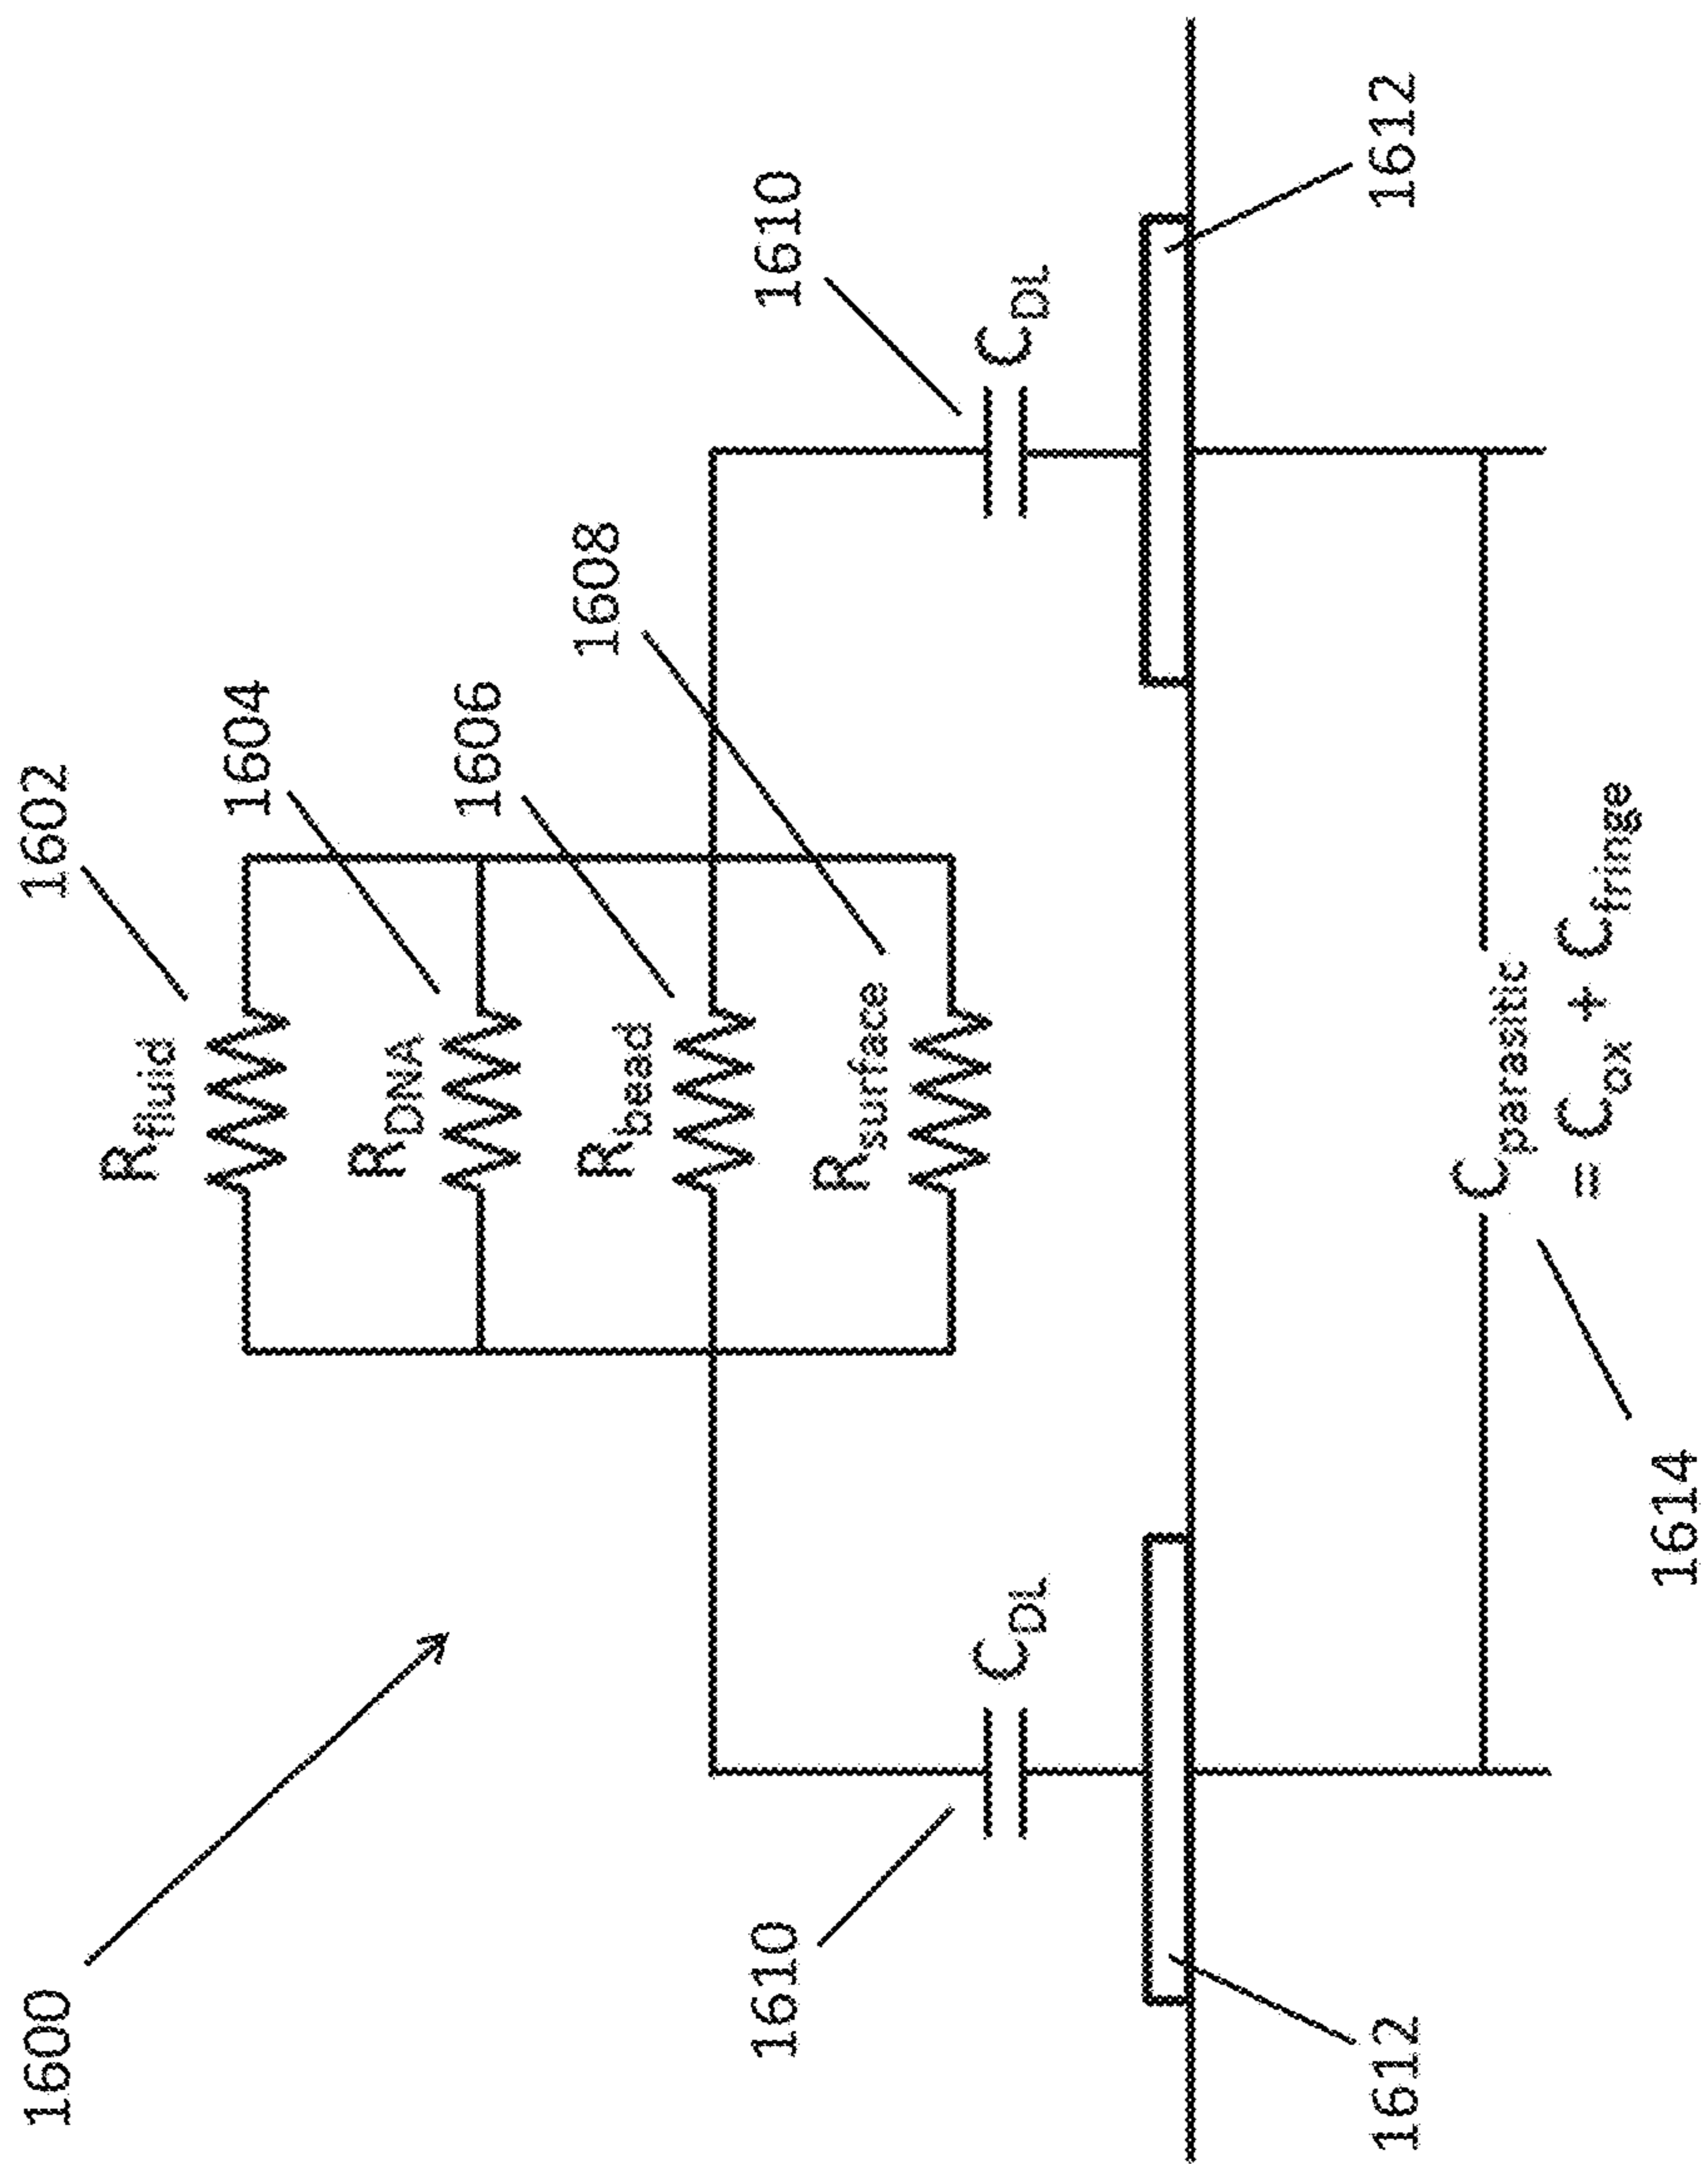 1600
1602
R_fluid
1604
R_DNA
1606
R_bead
1608
R_surface
1610
C_DL
1610
C_DL
1612
1612
C_parasitic
= C_ox + C_fringe
1614